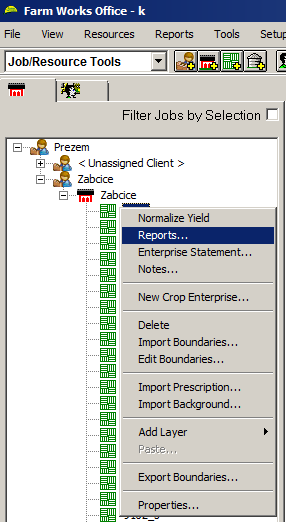 Farm Works Office - k
File View Resources Reports Tools Setu
Job/Resource Tools
Filter Jobs by Selection
Prezem
< Unassigned Client >
Zabcice
Zabcice
Normalize Yield
Reports...
Enterprise Statement...
Notes...
New Crop Enterprise...
Delete
Import Boundaries...
Edit Boundaries...
Import Prescription...
Import Background...
Add Layer
Paste...
Export Boundaries...
Properties...